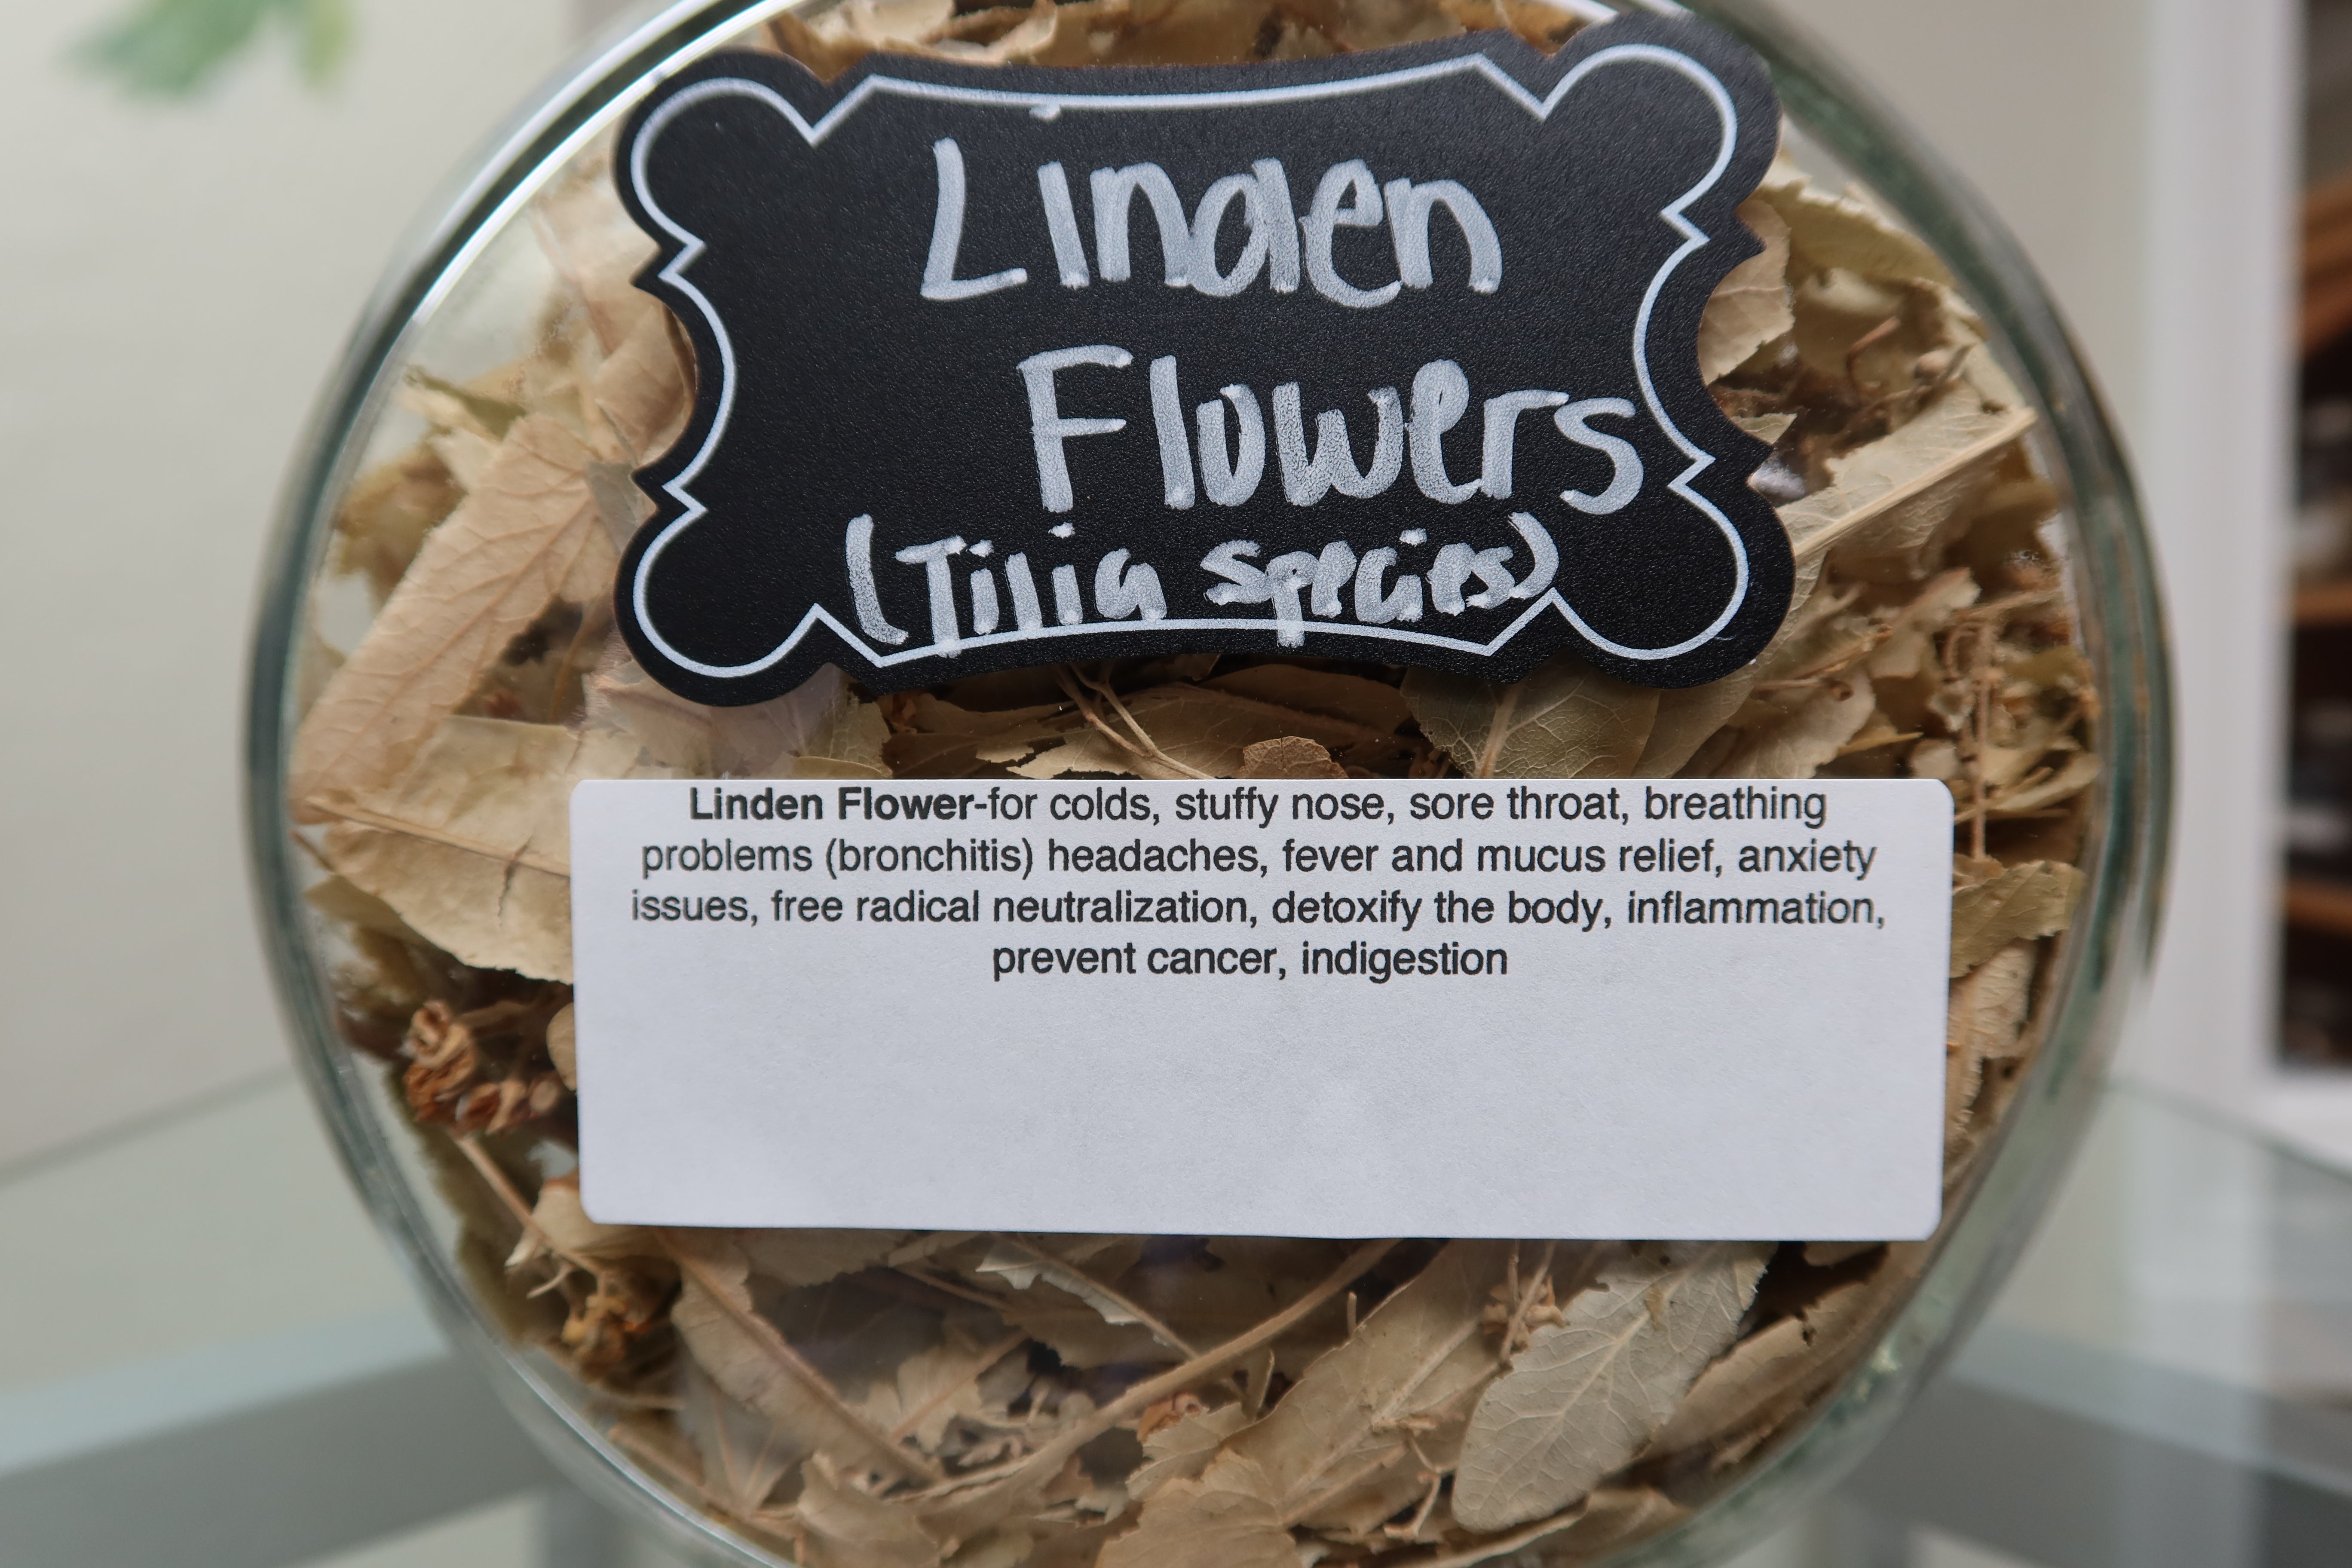 Linden
Flowers
(Tilia Species)
Linden Flower-for colds, stuffy nose, sore throat, breathing
problems (bronchitis) headaches, fever and mucus relief, anxiety
issues, free radical neutralization, detoxify the body, inflammation,
prevent cancer, indigestion